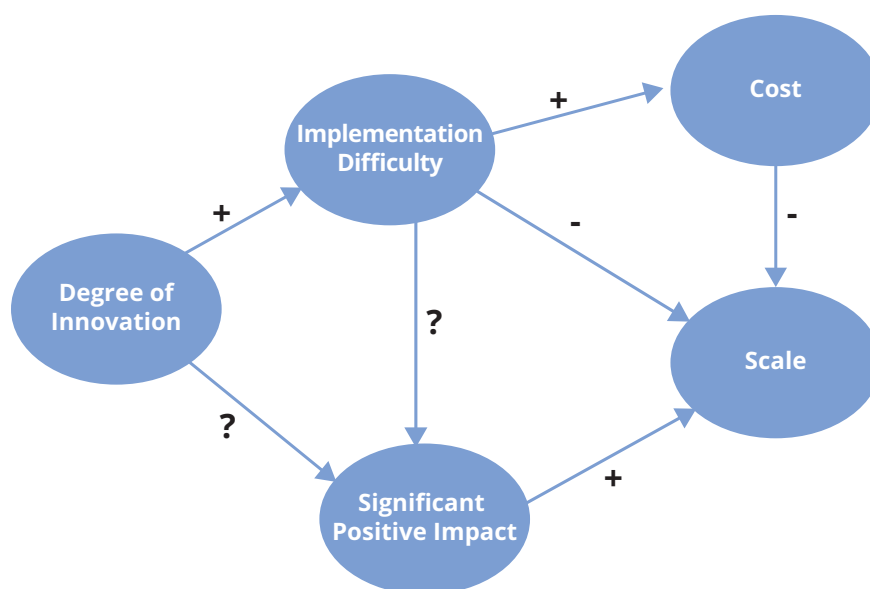 Cost
+
Implementation
Difficulty
-
-
+
Degree of
Innovation
?
Scale
?
+
Significant
Positive Impact